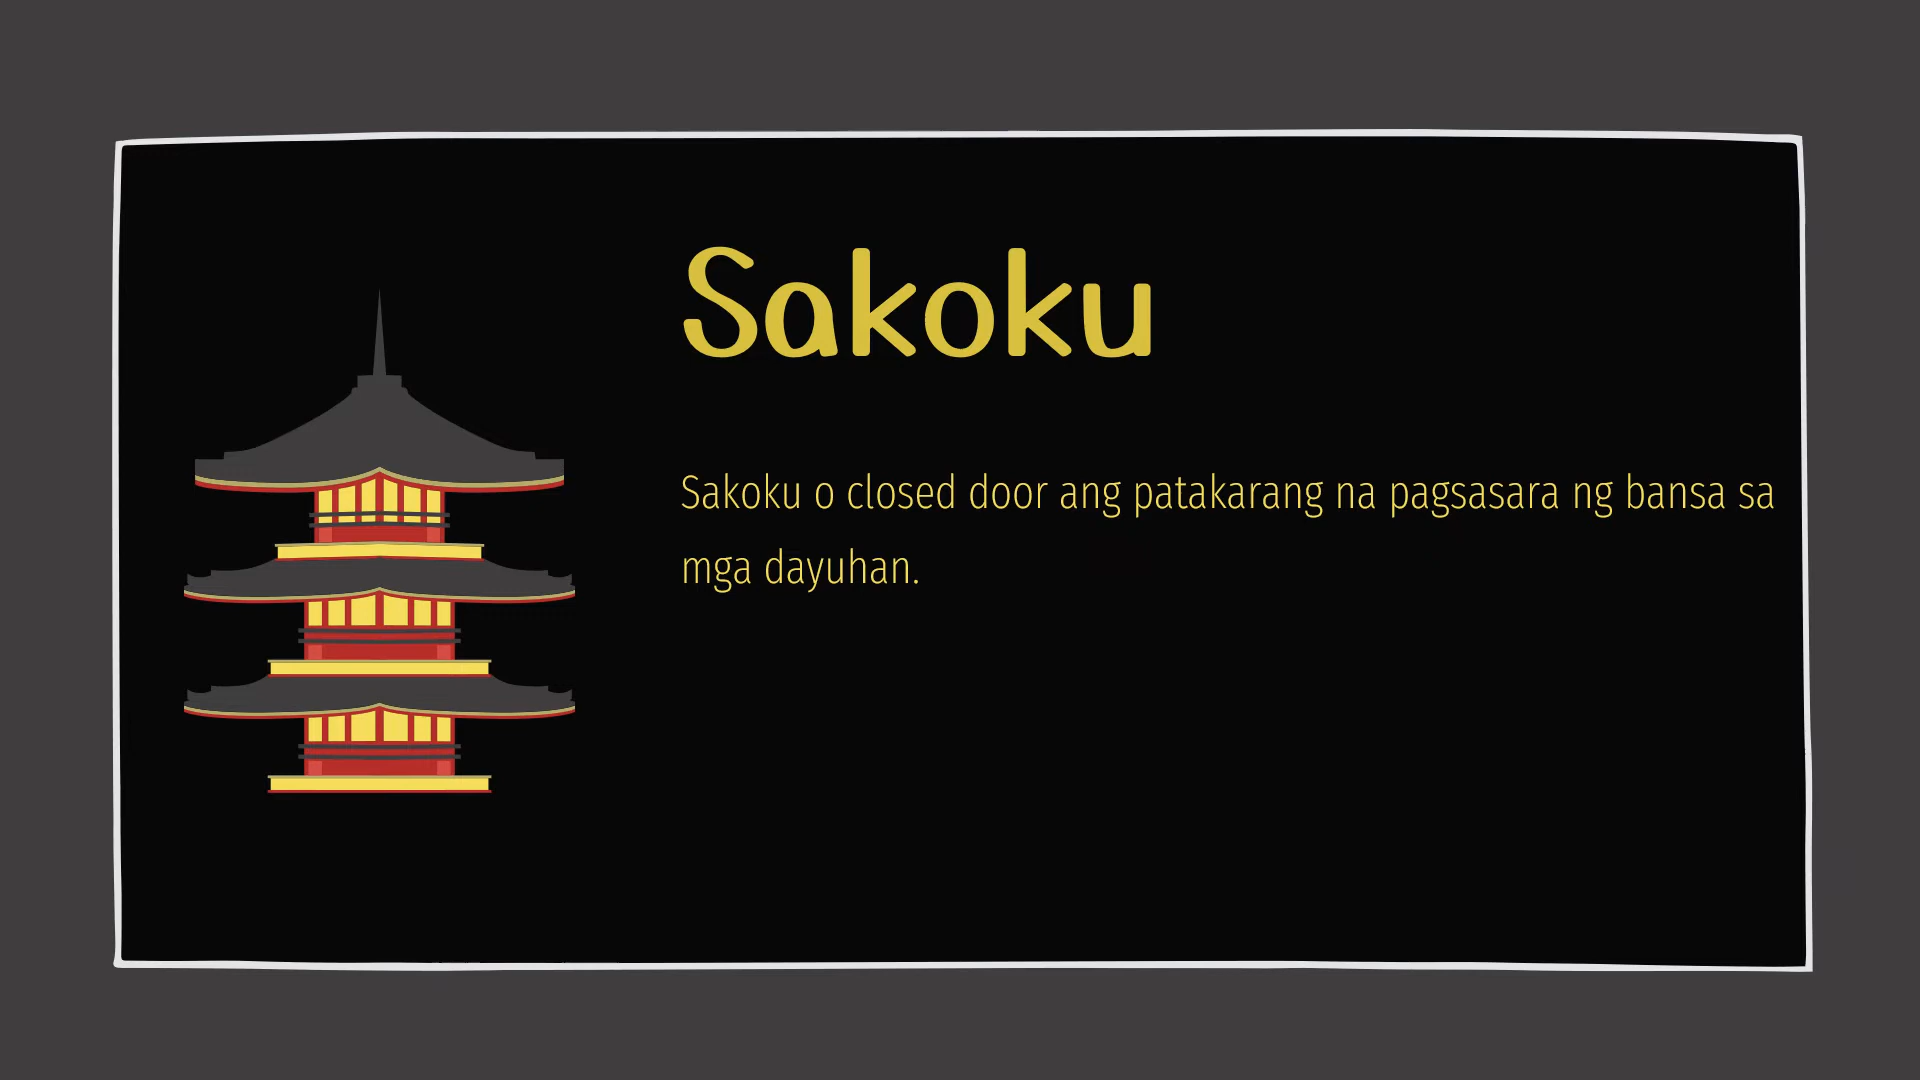 Sakoku
Sakoku o closed door ang patakarang na pagsasara ng bansa sa
mga dayuhan.